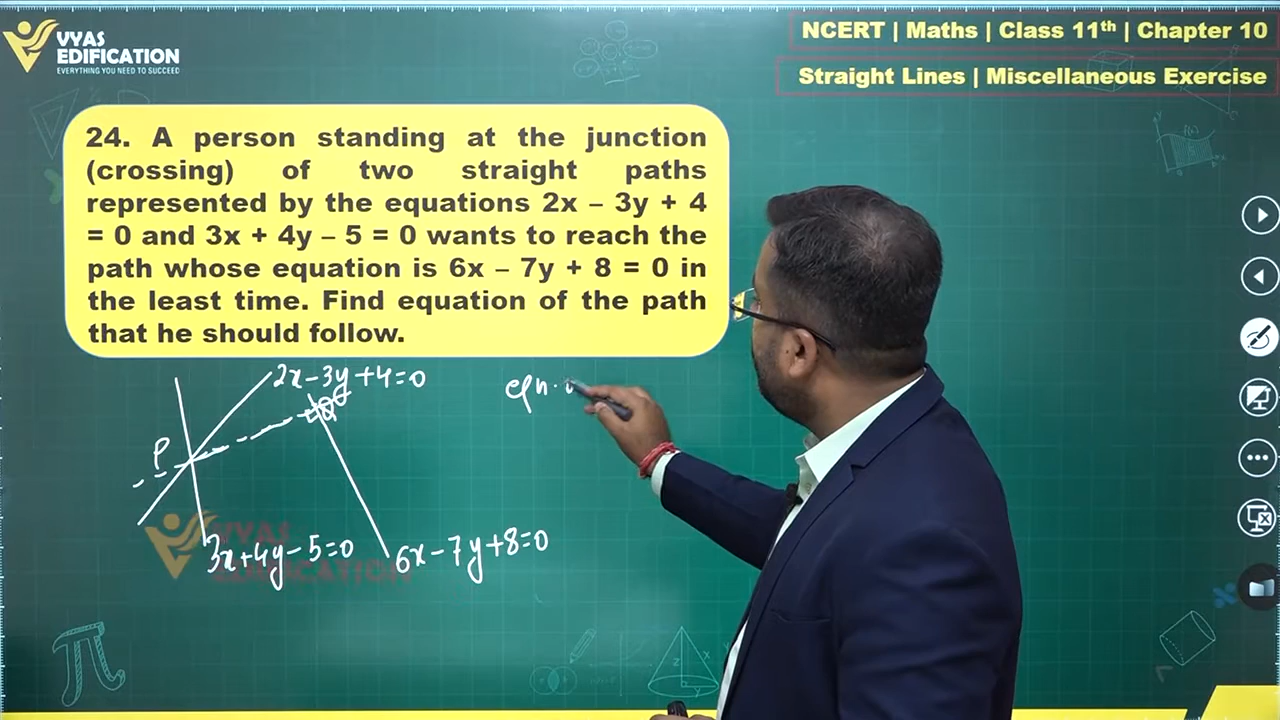 VYAS
EDIFICATION
EVERYTHING YOU NEED TO SUCCEED
NCERT | Maths | Class 11th | Chapter 10
Straight Lines | Miscellaneous Exercise
24. A person standing at the junction
(crossing) of two straight paths
represented by the equations 2x – 3y + 4
= 0 and 3x + 4y – 5 = 0 wants to reach the
path whose equation is 6x – 7y + 8 = 0 in
the least time. Find equation of the path
that he should follow.
2x-3y+4=0
eqn.
P
3x+4y-5=0
6x-7y+8=0
VYAS
EDIFICATION